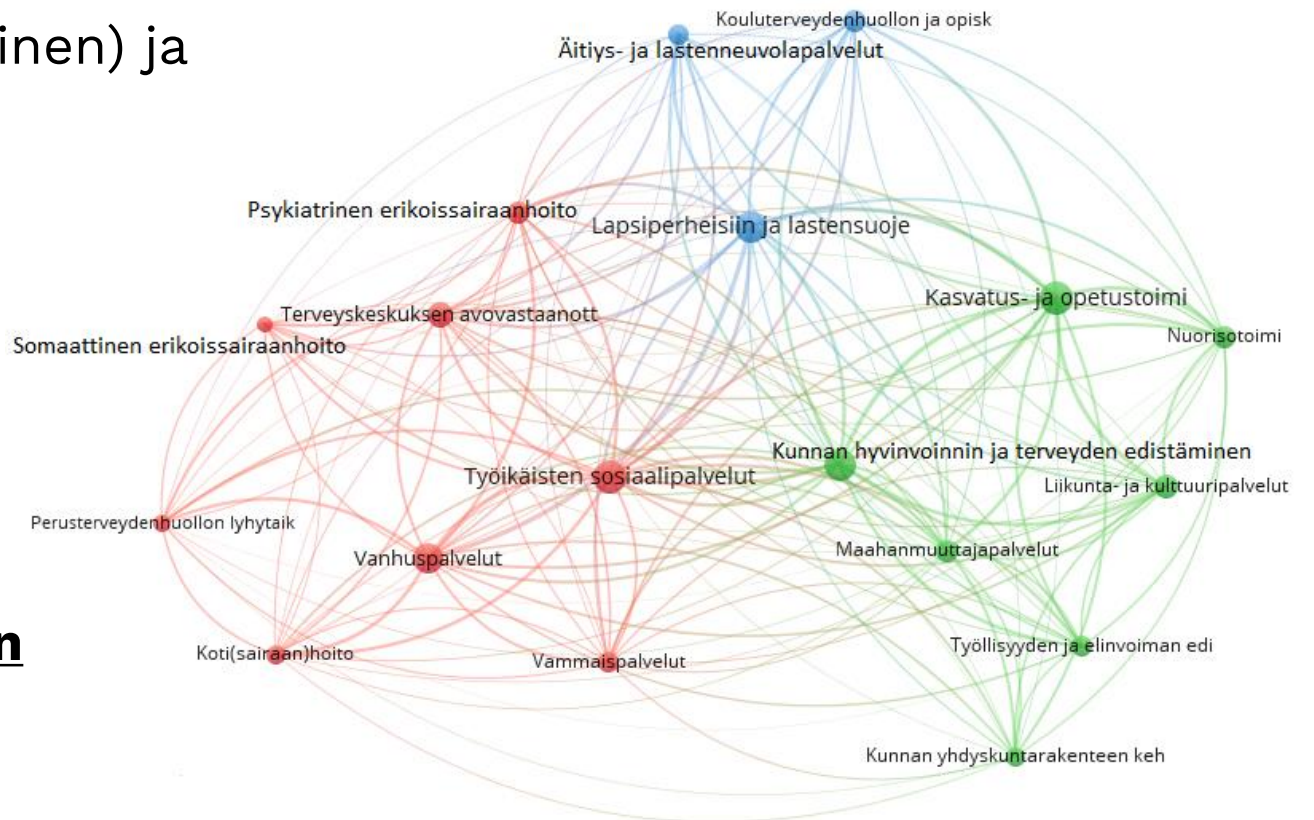 inen) ja
Kouluterveydenhuollon ja opisk
Äitiys- ja lastenneuvolapalvelut
Psykiatrinen erikoissairaanhoito
Lapsiperheisiin ja lastensuoje
Kasvatus- ja opetustoimi
Terveyskeskuksen avovastaanott
Nuorisotoimi
Somaattinen erikoissairaanhoito
Kunnan hyvinvoinnin ja terveyden edistäminen
Työikäisten sosiaalipalvelut
Liikunta- ja kulttuuripalvelut
Perusterveydenhuollon lyhytaik
Maahanmuuttajapalvelut
Vanhuspalvelut
n
Työllisyyden ja elinvoiman edi
Koti(sairaan)hoito
Vammaispalvelut
Kunnan yhdyskuntarakenteen keh